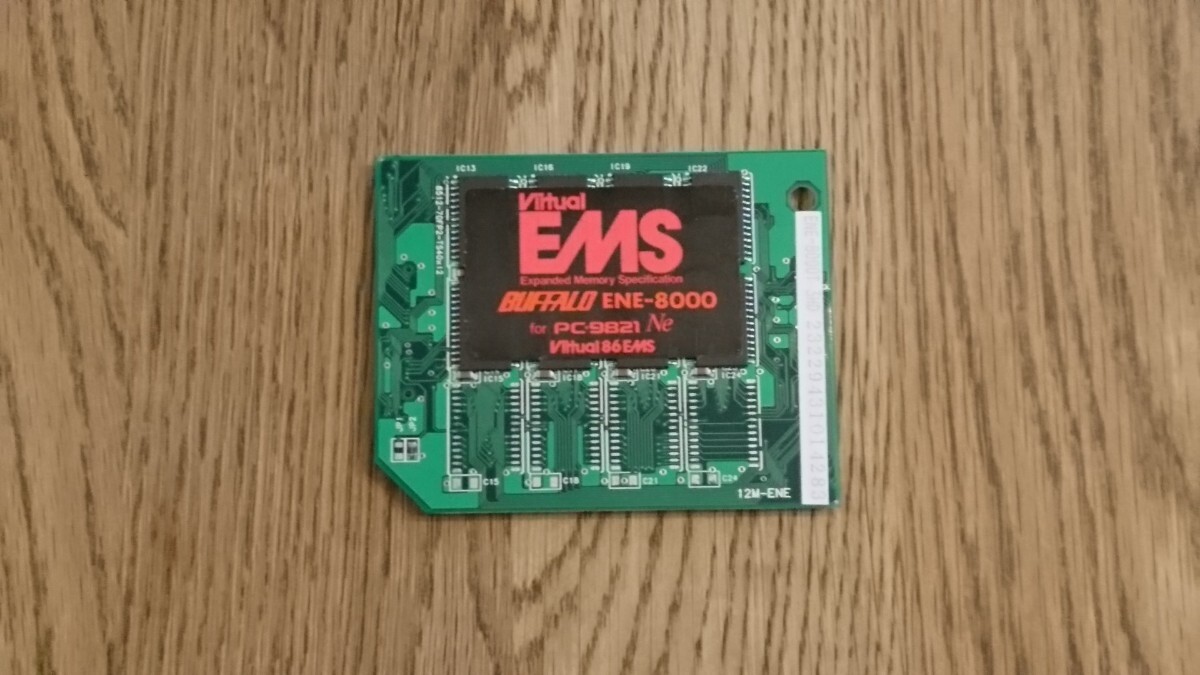 IC13 IC16 IC19 IC22
Virtual
EMS
Expanded Memory Specification
BUFFALO ENE-8000
for PC-9821 Ne
Virtual 86 EMS
IC15 IC18 IC21 IC24
C15 C18 C21 C24
12M-ENE